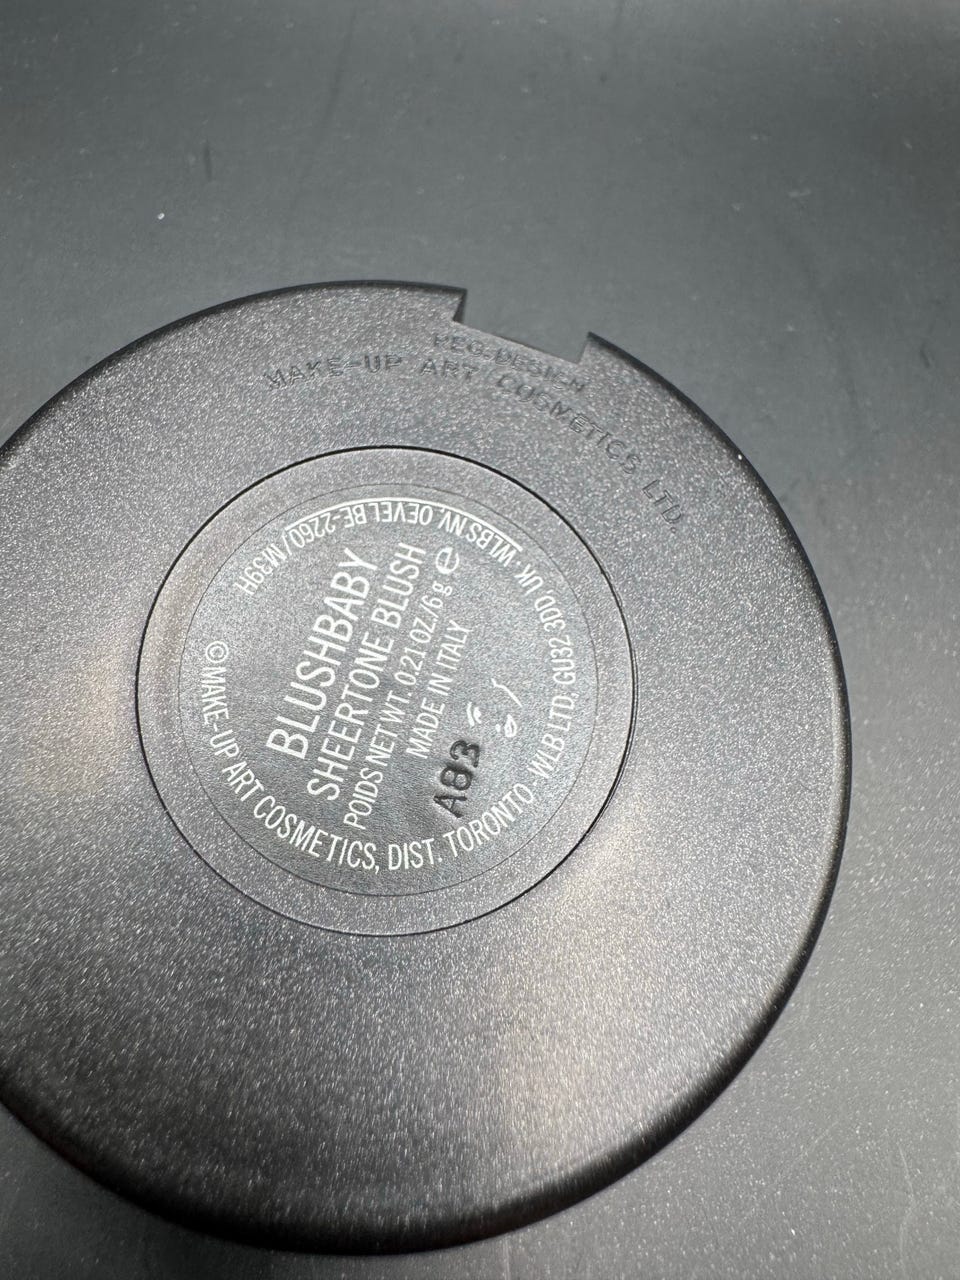 REG. DESIGN
MAKE-UP ART COSMETICS LTD.
BLUSHBABY
SHEERTONE BLUSH
POIDS NET WT. 0.21 OZ./6 g e
MADE IN ITALY
A83
© MAKE-UP ART COSMETICS, DIST. TORONTO WLB LTD, GU32 3DD, UK. WLBS NV, OEVEL BE-2260/M39H